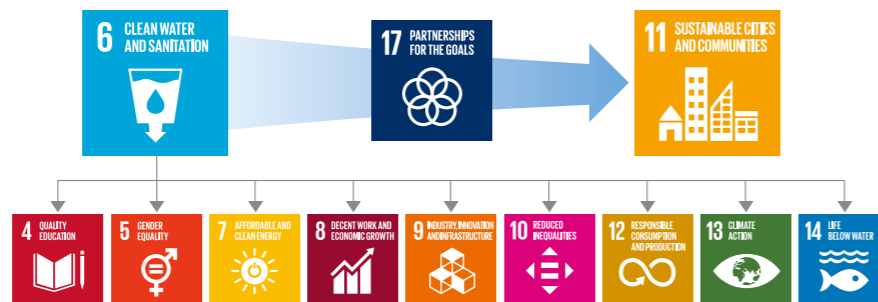 6 CLEAN WATER
AND SANITATION
17 PARTNERSHIPS
FOR THE GOALS
11 SUSTAINABLE CITIES
AND COMMUNITIES
4 QUALITY
EDUCATION
5 GENDER
EQUALITY
7 AFFORDABLE AND
CLEAN ENERGY
8 DECENT WORK AND
ECONOMIC GROWTH
9 INDUSTRY, INNOVATION
AND INFRASTRUCTURE
10 REDUCED
INEQUALITIES
12 RESPONSIBLE
CONSUMPTION
AND PRODUCTION
13 CLIMATE
ACTION
14 LIFE
BELOW WATER